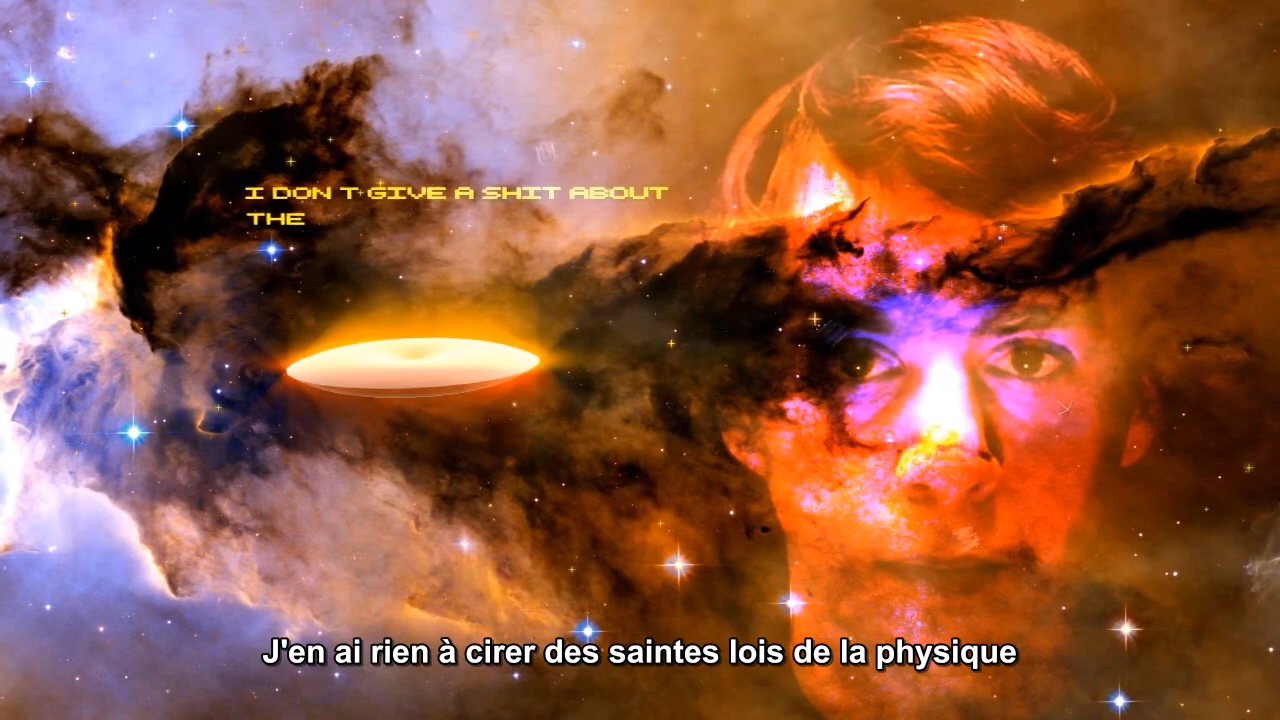 I DON T GIVE A SHIT ABOUT
THE
J'en ai rien à cirer des saintes lois de la physique